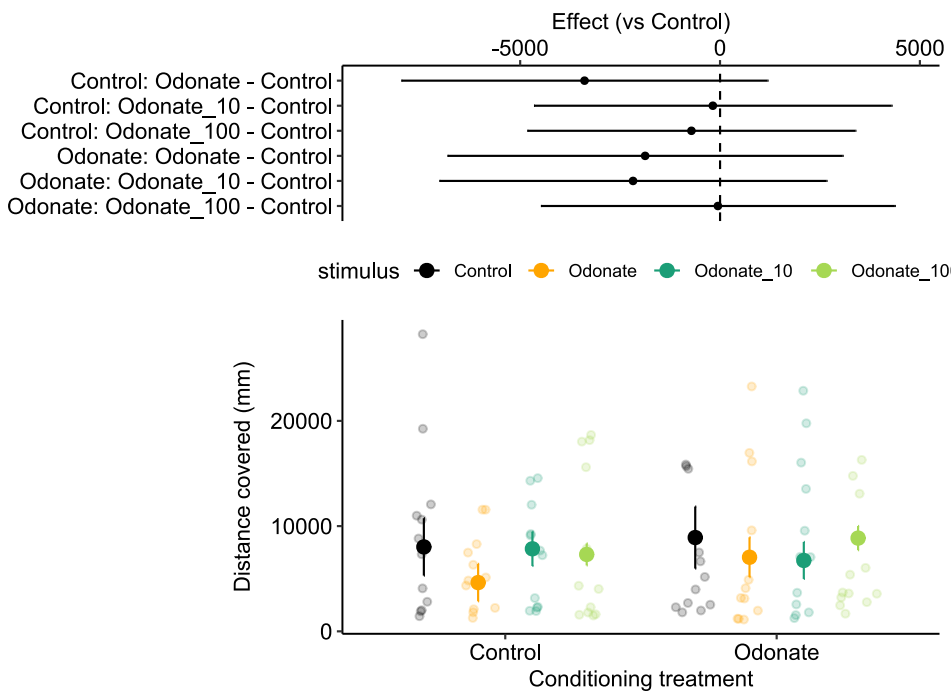 Effect (vs Control)
-5000 0 5000
Control: Odonate - Control
Control: Odonate_10 - Control
Control: Odonate_100 - Control
Odonate: Odonate - Control
Odonate: Odonate_10 - Control
Odonate: Odonate_100 - Control
stimulus Control Odonate Odonate_10 Odonate_10
Distance covered (mm)
20000
10000
0
Control Odonate
Conditioning treatment